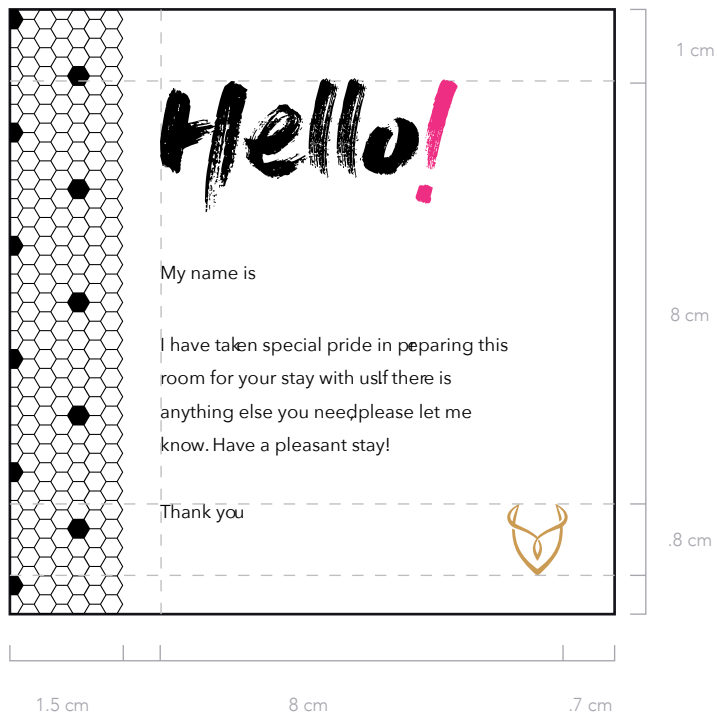 Hello!
1 cm
My name is
8 cm
I have taken special pride in preparing this
room for your stay with us. If there is
anything else you need, please let me
know. Have a pleasant stay!
Thank you
.8 cm
1.5 cm
8 cm
.7 cm